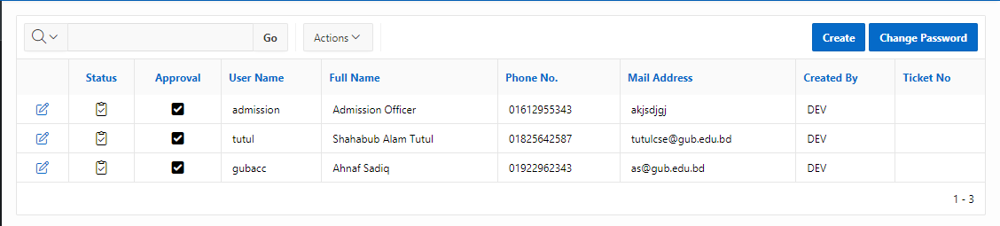 Go Actions Create Change Password
Status Approval User Name Full Name Phone No. Mail Address Created By Ticket No
admission Admission Officer 01612955343 akjsdjgj DEV
tutul Shahabub Alam Tutul 01825642587 tutulcse@gub.edu.bd DEV
gubacc Ahnaf Sadiq 01922962343 as@gub.edu.bd DEV
1 - 3